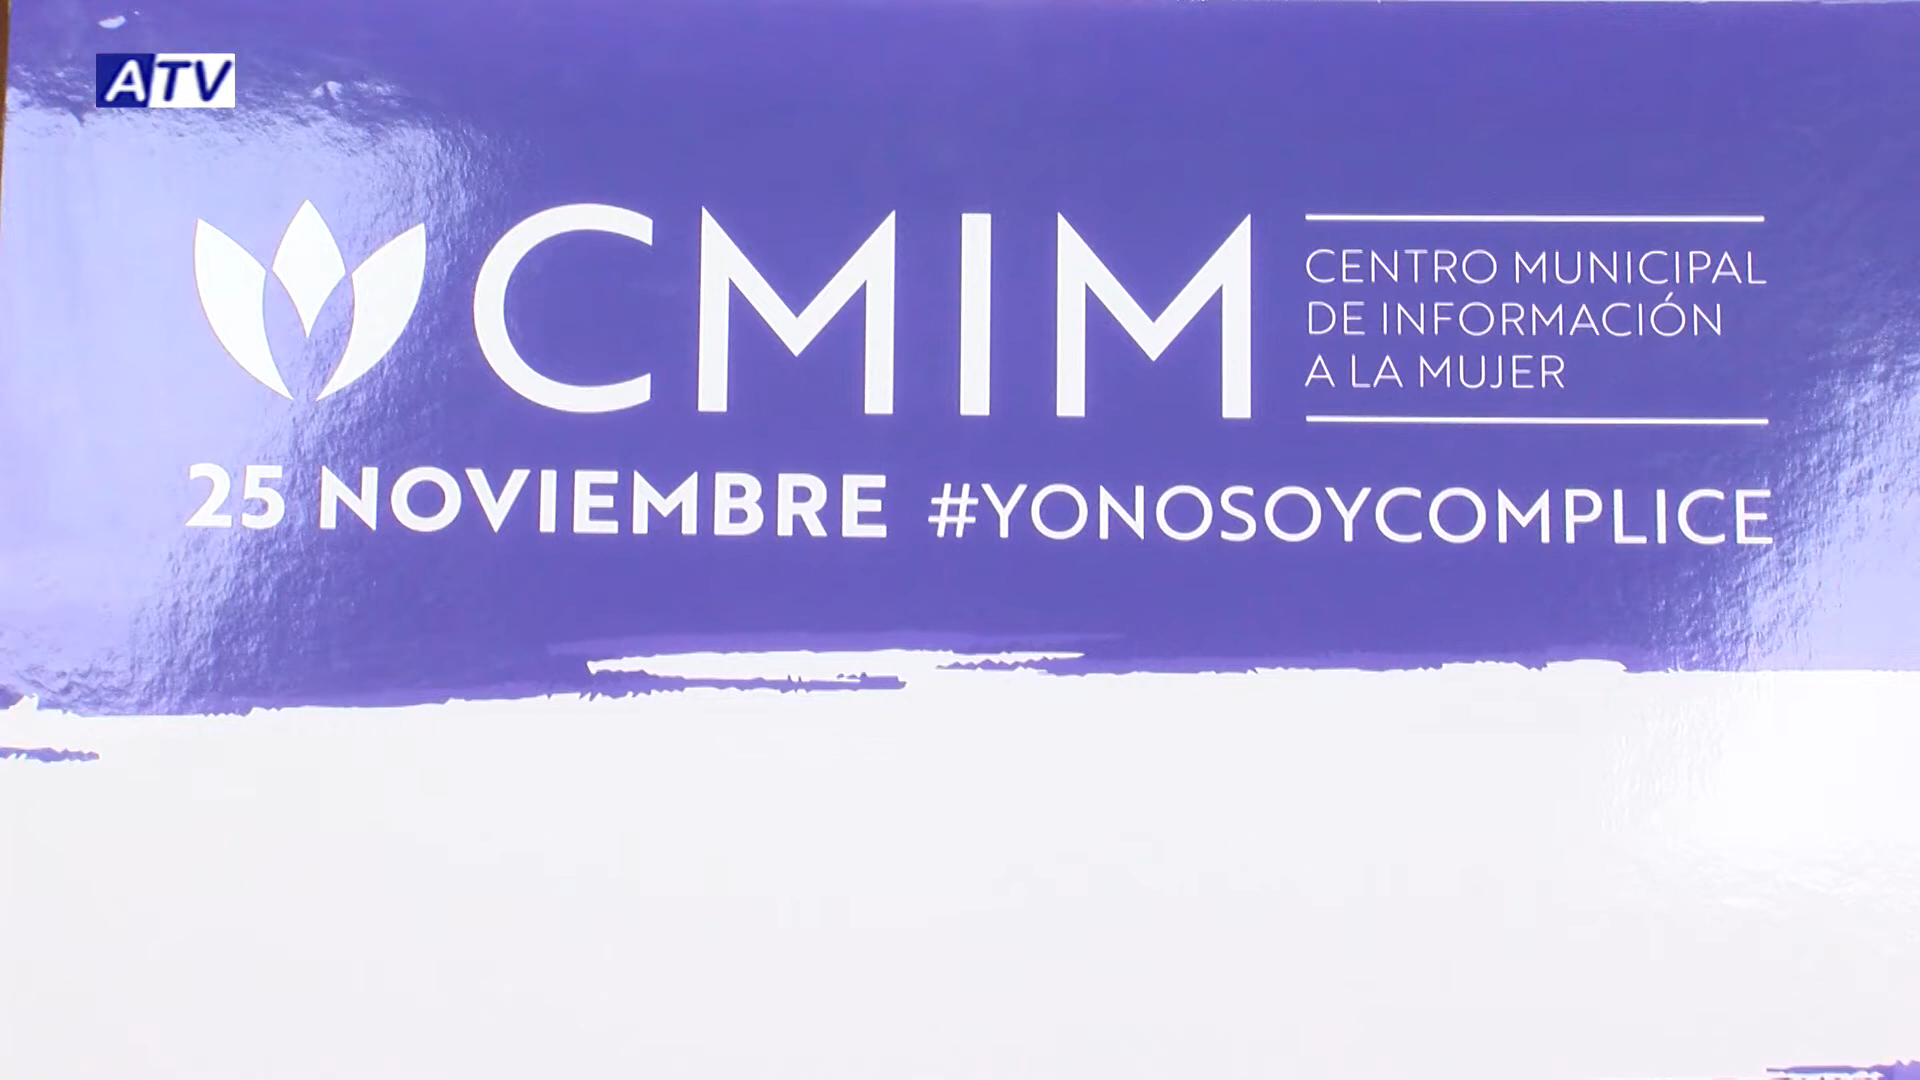 ATV
CMIM
CENTRO MUNICIPAL
DE INFORMACIÓN
A LA MUJER
25 NOVIEMBRE #YONOSOYCOMPLICE